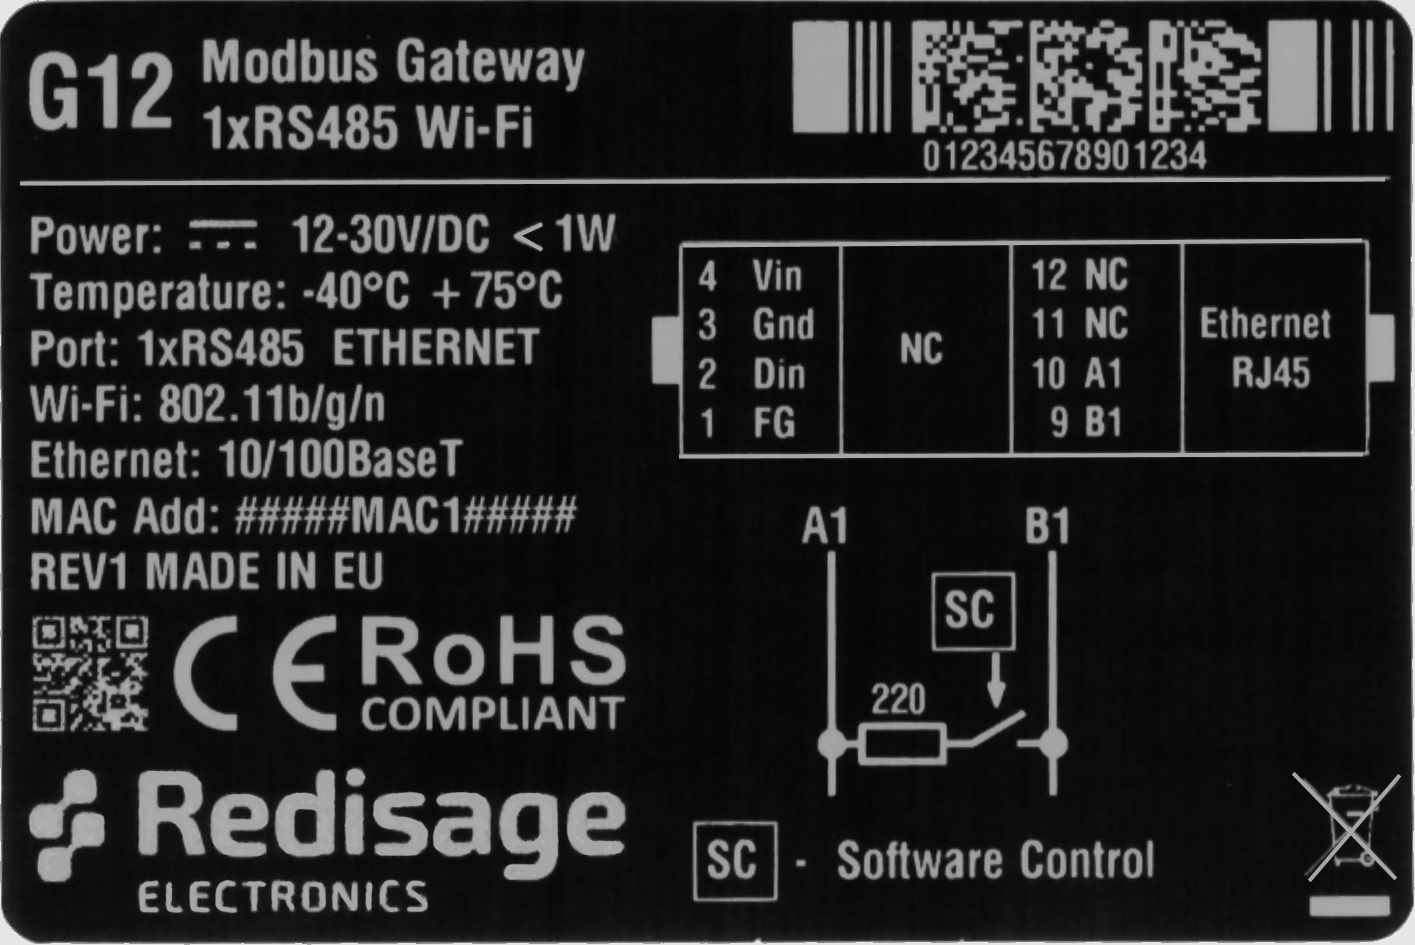 G12
Modbus Gateway
1xRS485 Wi-Fi
012345678901234
Power: 12-30V/DC < 1W
Temperature: -40°C +75°C
Port: 1xRS485 ETHERNET
Wi-Fi: 802.11b/g/n
Ethernet: 10/100BaseT
MAC Add: #####MAC1#####
REV1 MADE IN EU
CE RoHS
COMPLIANT
Redisage
ELECTRONICS
4 Vin
3 Gnd
2 Din
1 FG
NC
12 NC
11 NC
10 A1
9 B1
Ethernet
RJ45
A1 B1
SC
220
SC - Software Control